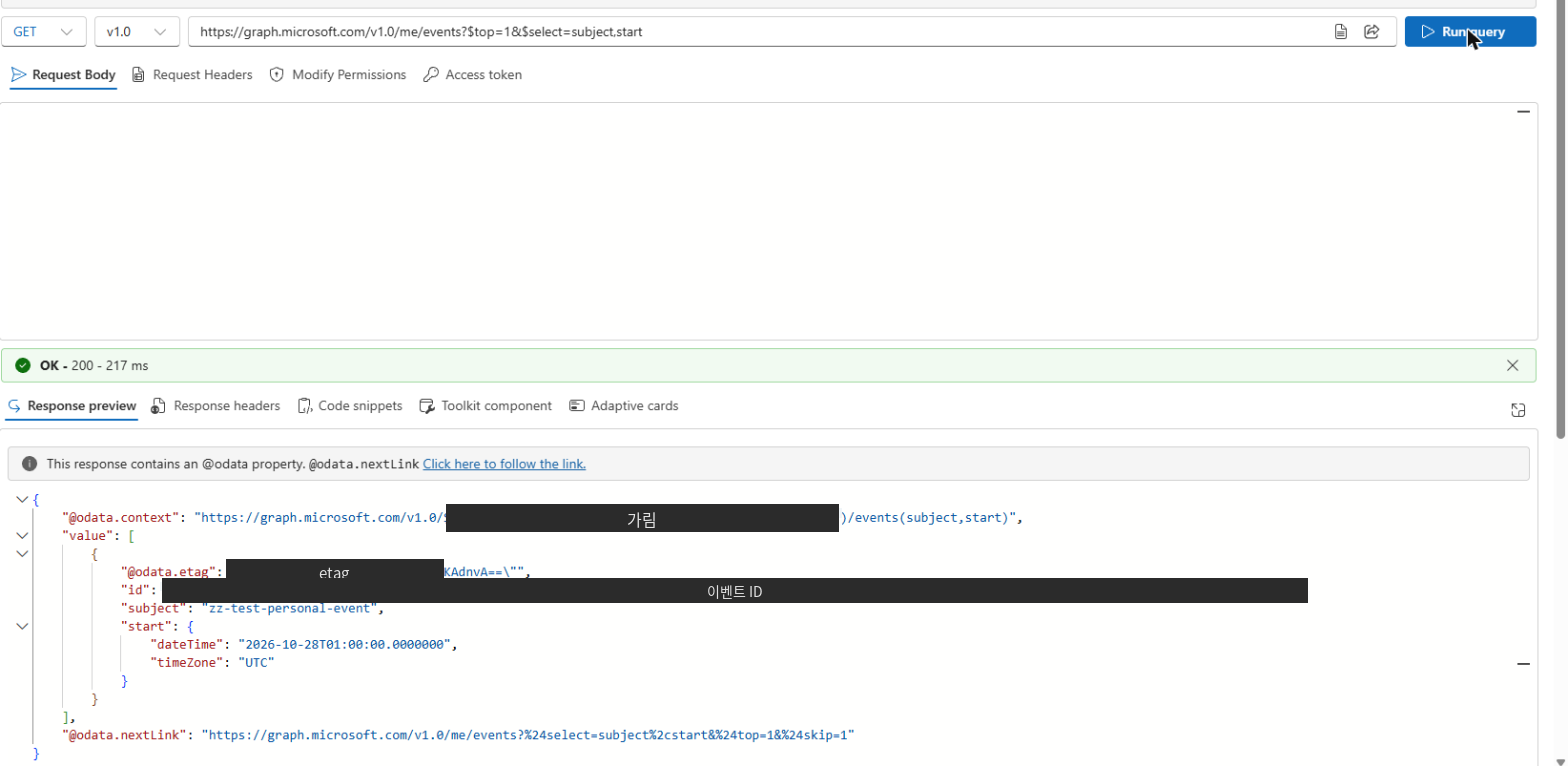 GET v1.0 https://graph.microsoft.com/v1.0/me/events?$top=1&$select=subject,start Run query
Request Body Request Headers Modify Permissions Access token
OK - 200 - 217 ms
Response preview Response headers Code snippets Toolkit component Adaptive cards
This response contains an @odata property. @odata.nextLink Click here to follow the link.
{
"@odata.context": "https://graph.microsoft.com/v1.0/ 가림 )/events(subject,start)",
"value": [
{
"@odata.etag": etag KAdnvA==\"",
"id": 이벤트 ID
"subject": "zz-test-personal-event",
"start": {
"dateTime": "2026-10-28T01:00:00.0000000",
"timeZone": "UTC"
}
}
],
"@odata.nextLink": "https://graph.microsoft.com/v1.0/me/events?%24select=subject%2cstart&%24top=1&%24skip=1"
}